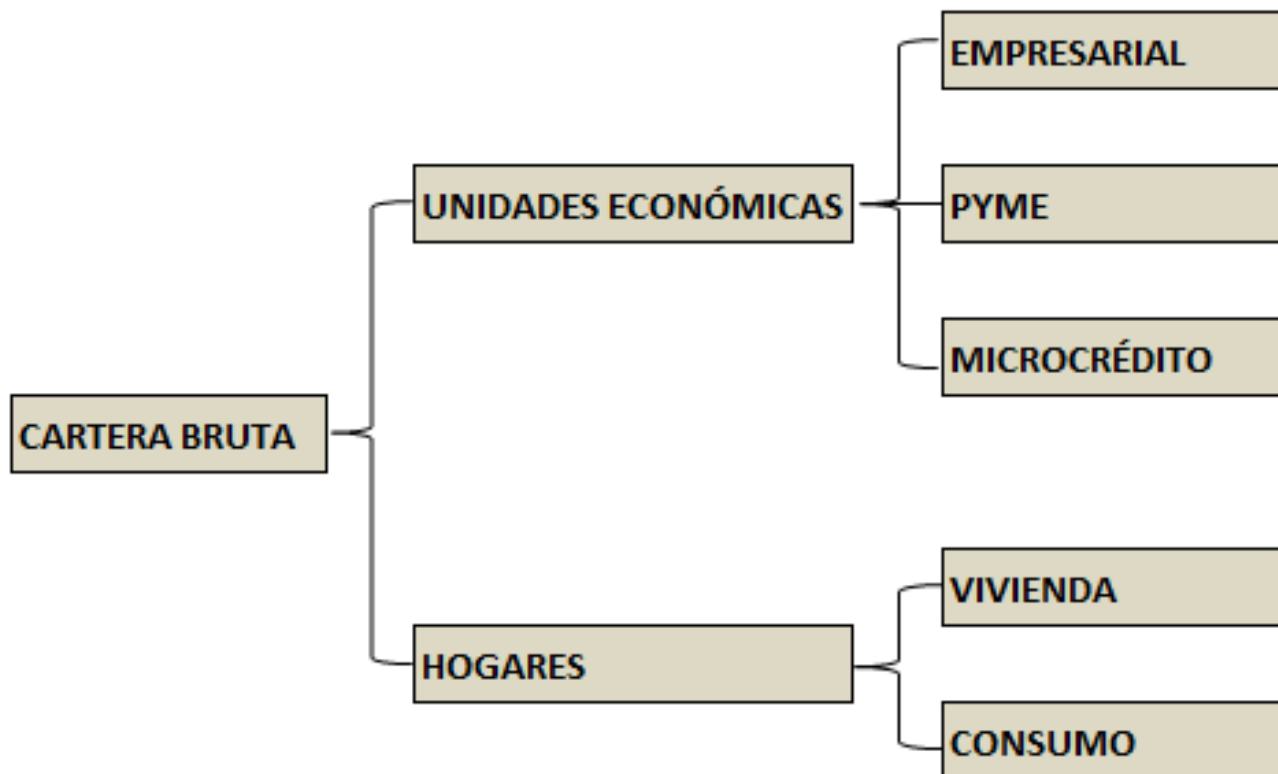 EMPRESARIAL
UNIDADES ECONÓMICAS
PYME
MICROCRÉDITO
CARTERA BRUTA
VIVIENDA
HOGARES
CONSUMO